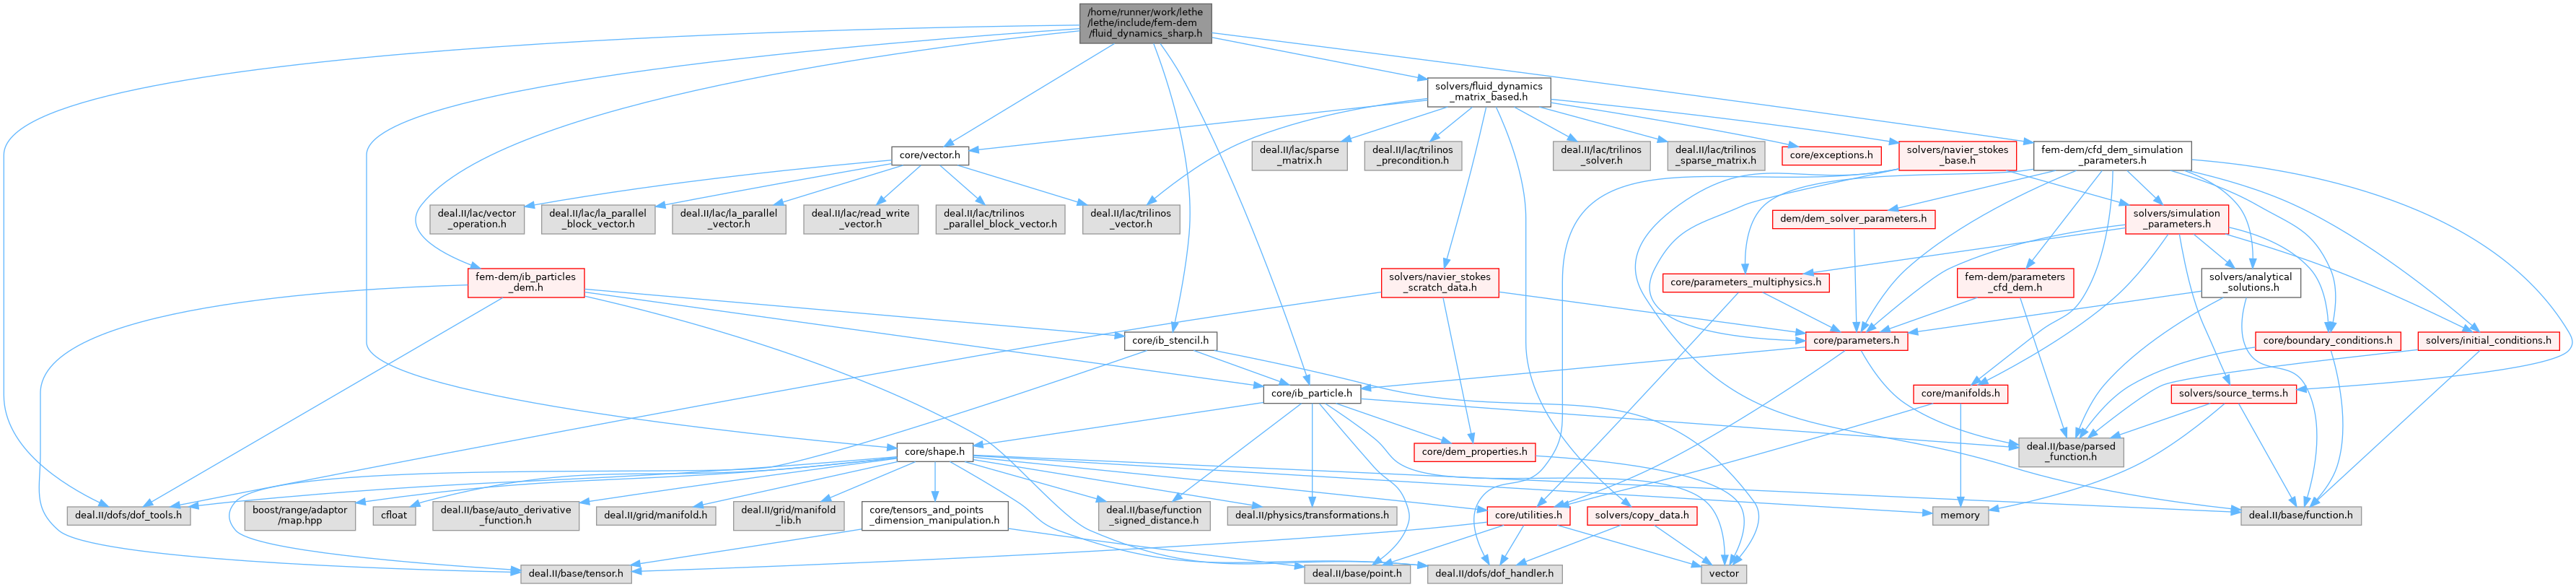 /home/runner/work/lethe
/lethe/include/fem-dem
/fluid_dynamics_sharp.h
solvers/fluid_dynamics
_matrix_based.h
core/vector.h
deal.II/lac/sparse
_matrix.h
deal.II/lac/trilinos
_precondition.h
deal.II/lac/trilinos
_solver.h
deal.II/lac/trilinos
_sparse_matrix.h
core/exceptions.h
solvers/navier_stokes
_base.h
fem-dem/cfd_dem_simulation
_parameters.h
deal.II/lac/vector
_operation.h
deal.II/lac/la_parallel
_block_vector.h
deal.II/lac/la_parallel
_vector.h
deal.II/lac/read_write
_vector.h
deal.II/lac/trilinos
_parallel_block_vector.h
deal.II/lac/trilinos
_vector.h
dem/dem_solver_parameters.h
solvers/simulation
_parameters.h
fem-dem/ib_particles
_dem.h
solvers/navier_stokes
_scratch_data.h
core/parameters_multiphysics.h
fem-dem/parameters
_cfd_dem.h
solvers/analytical
_solutions.h
core/ib_stencil.h
core/parameters.h
core/boundary_conditions.h
solvers/initial_conditions.h
core/ib_particle.h
core/manifolds.h
solvers/source_terms.h
core/shape.h
core/dem_properties.h
deal.II/base/parsed
_function.h
deal.II/dofs/dof_tools.h
boost/range/adaptor
/map.hpp
cfloat
deal.II/base/auto_derivative
_function.h
deal.II/grid/manifold.h
deal.II/grid/manifold
_lib.h
core/tensors_and_points
_dimension_manipulation.h
deal.II/base/function
_signed_distance.h
deal.II/physics/transformations.h
core/utilities.h
solvers/copy_data.h
memory
deal.II/base/function.h
deal.II/base/tensor.h
deal.II/base/point.h
deal.II/dofs/dof_handler.h
vector